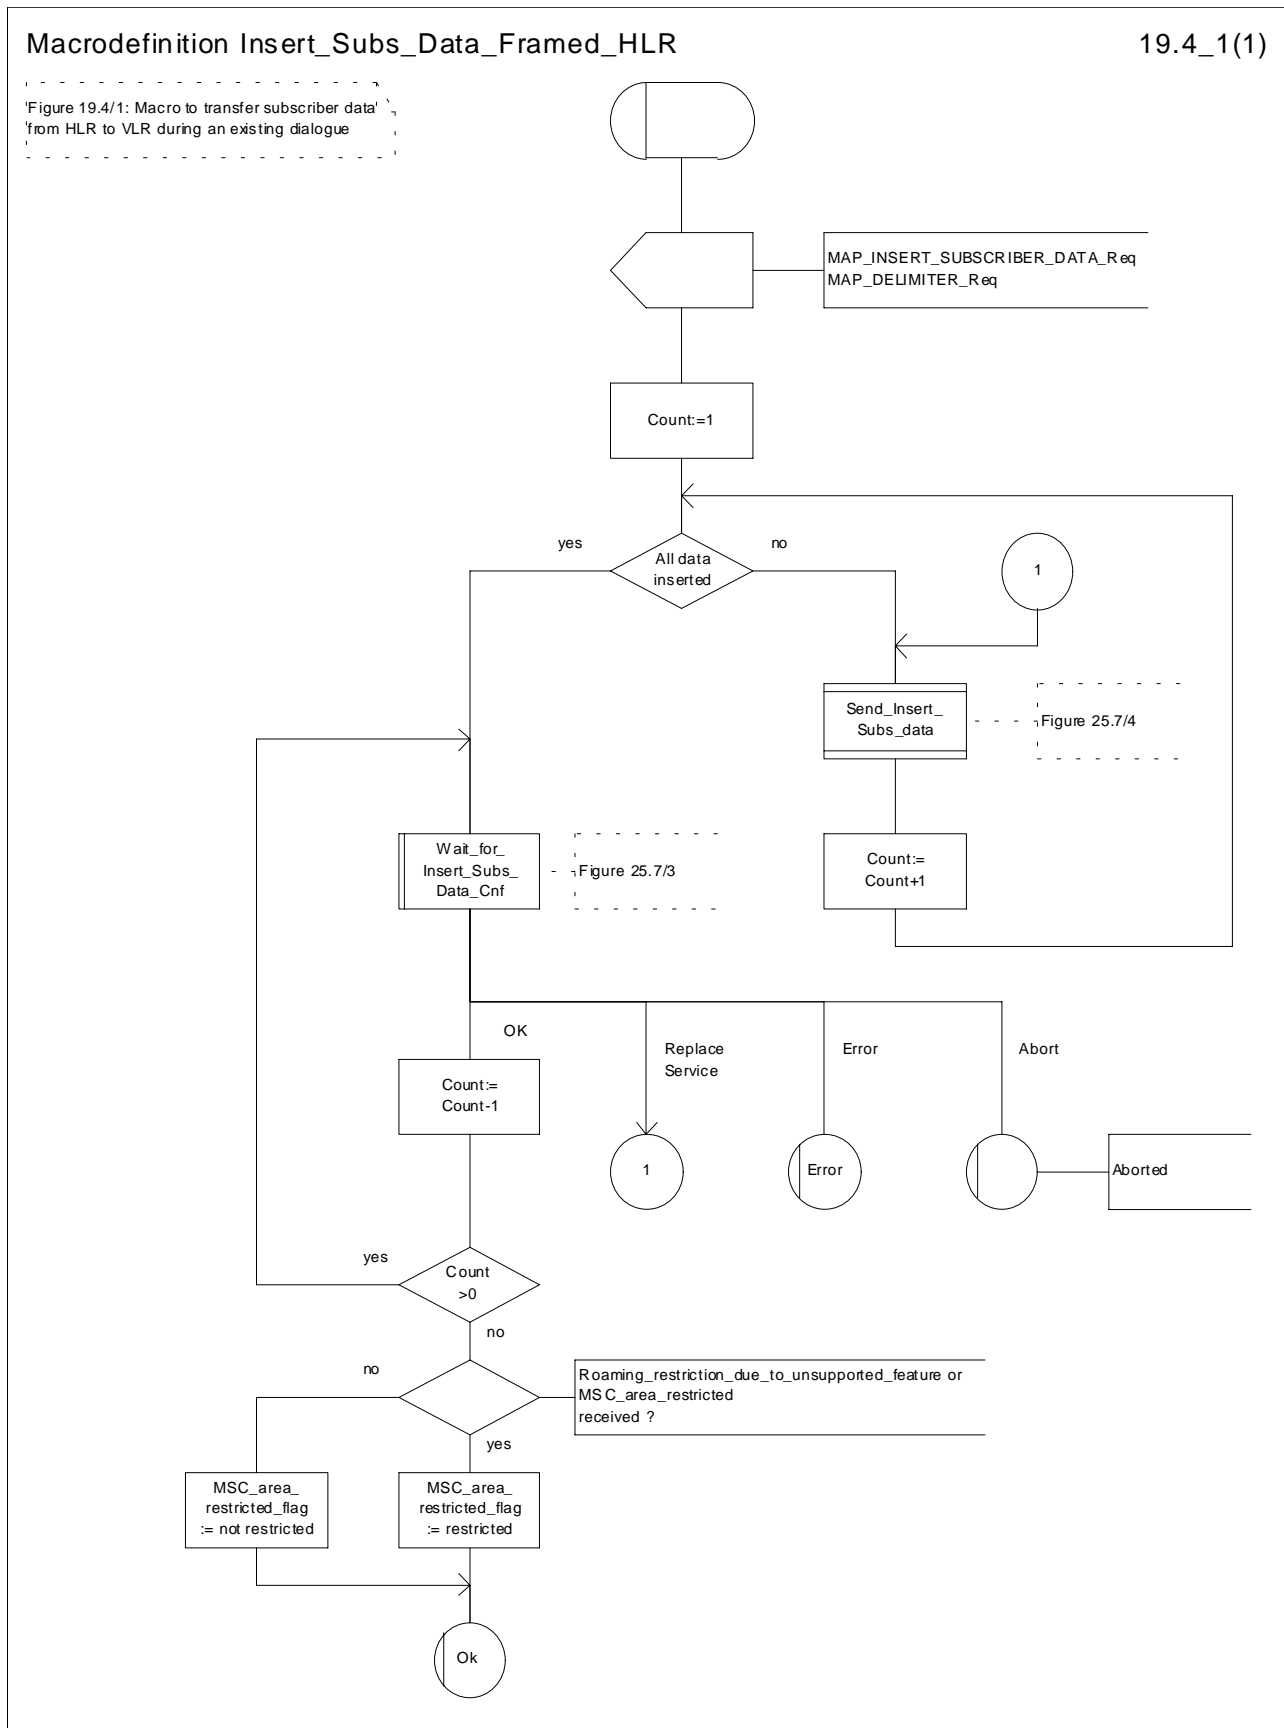 Macrodefinition Insert_Subs_Data_Framed_HLR
19.4_1(1)
Figure 19.4/1: Macro to transfer subscriber data
from HLR to VLR during an existing dialogue
MAP_INSERT_SUBSCRIBER_DATA_Req
MAP_DELIMITER_Req
Count:=1
yes
no
All data
inserted
1
Send_Insert_
Subs_data
Figure 25.7/4
Wait_for_
Insert_Subs_
Data_Cnf
Figure 25.7/3
Count:=
Count+1
OK
Replace
Service
Error
Abort
Count:=
Count-1
1
Error
Aborted
yes
Count
>0
no
no
Roaming_restriction_due_to_unsupported_feature or
MSC_area_restricted
received ?
yes
MSC_area_
restricted_flag
:= not restricted
MSC_area_
restricted_flag
:= restricted
Ok